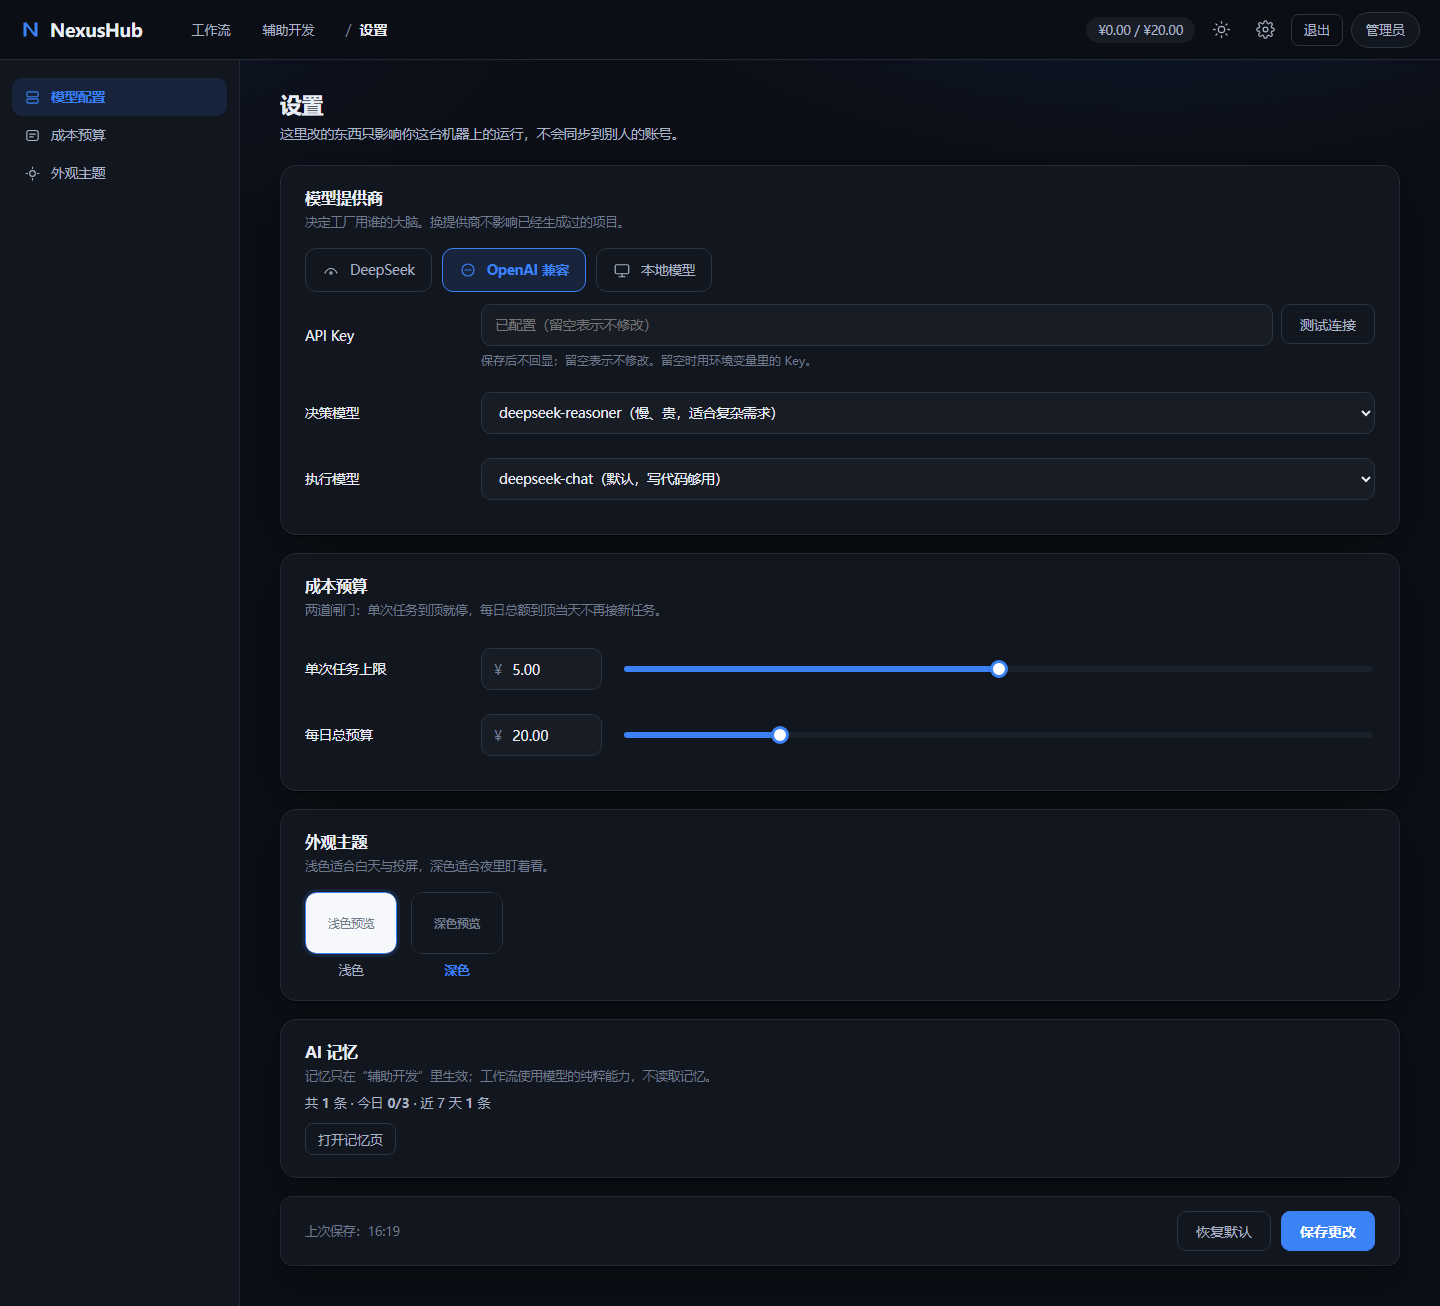 NexusHub
工作流
辅助开发
/ 设置
¥0.00 / ¥20.00
退出
管理员
模型配置
成本预算
外观主题
设置
这里改的东西只影响你这台机器上的运行，不会同步到别人的账号。
模型提供商
决定工厂用谁的大脑。换提供商不影响已经生成过的项目。
DeepSeek
OpenAI 兼容
本地模型
API Key
已配置（留空表示不修改）
测试连接
保存后不回显；留空表示不修改。留空时用环境变量里的 Key。
决策模型
deepseek-reasoner（慢、贵，适合复杂需求）
执行模型
deepseek-chat（默认，写代码够用）
成本预算
两道闸门：单次任务到顶就停，每日总额到顶当天不再接新任务。
单次任务上限
¥ 5.00
每日总预算
¥ 20.00
外观主题
浅色适合白天与投屏，深色适合夜里盯着看。
浅色预览
深色预览
浅色
深色
AI 记忆
记忆只在“辅助开发”里生效；工作流使用模型的纯粹能力，不读取记忆。
共 1 条 · 今日 0/3 · 近 7 天 1 条
打开记忆页
上次保存：16:19
恢复默认
保存更改